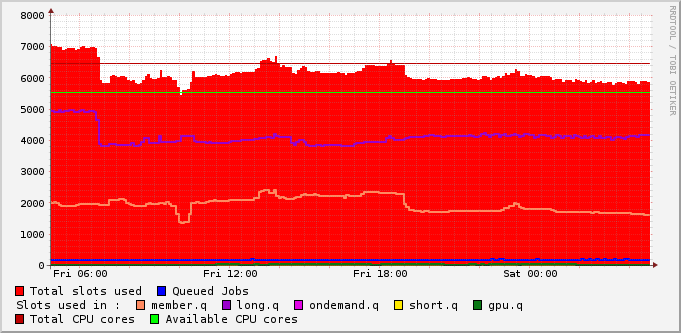 8000
7000
6000
5000
4000
3000
2000
1000
0
Fri 06:00 Fri 12:00 Fri 18:00 Sat 00:00
RRDTOOL / TOBI OETIKER
Total slots used Queued Jobs
Slots used in : member.q long.q ondemand.q short.q gpu.q
Total CPU cores Available CPU cores